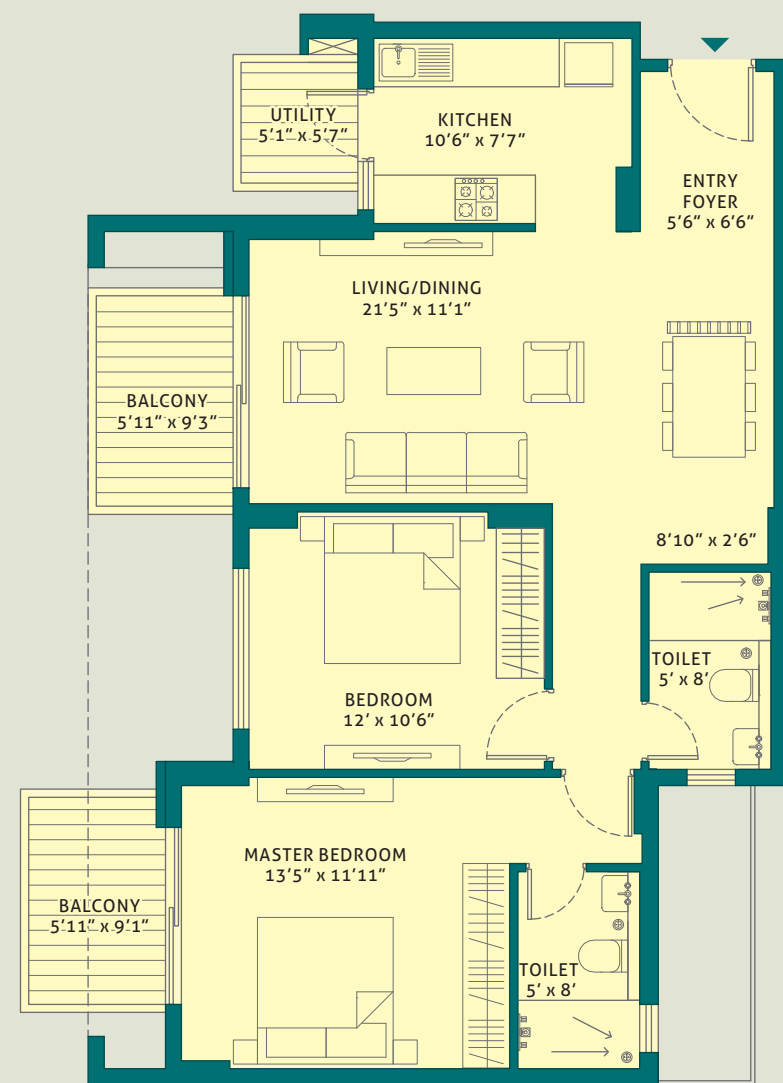 UTILITY
5'1” x 5'7”
KITCHEN
10'6” x 7'7”
ENTRY
FOYER
5'6” x 6'6”
LIVING/DINING
21'5” x 11'1”
BALCONY
5'11” x 9'3”
8'10” x 2'6”
TOILET
5' x 8'
BEDROOM
12' x 10'6”
MASTER BEDROOM
13'5” x 11'11”
BALCONY
5'11” x 9'1”
TOILET
5' x 8'